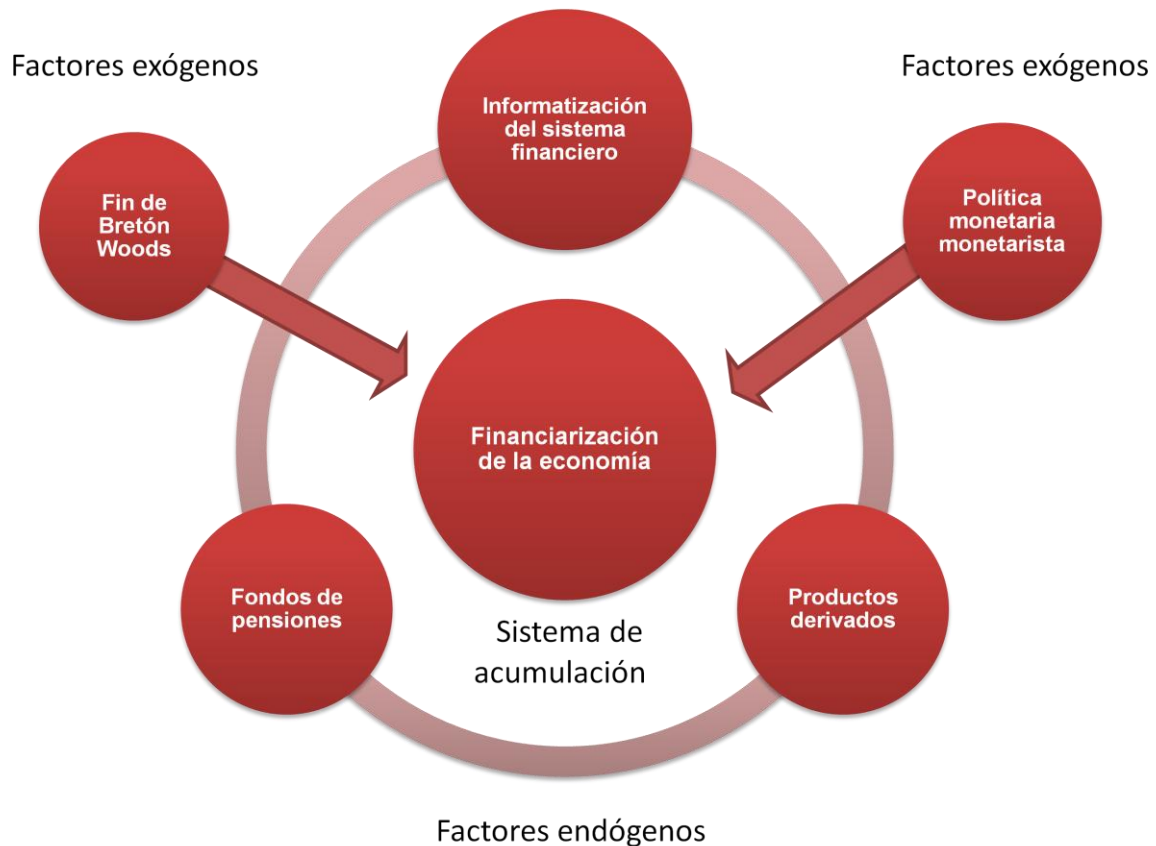 Factores exógenos
Factores exógenos
Informatización
del sistema
financiero
Fin de
Bretón
Woods
Política
monetaria
monetarista
Financiarización
de la economía
Fondos de
pensiones
Productos
derivados
Sistema de
acumulación
Factores endógenos